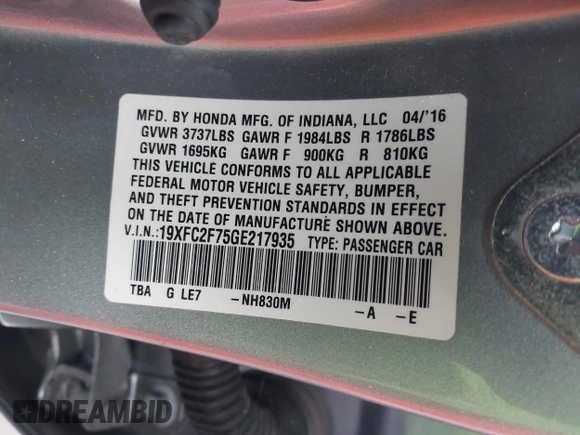 MFD. BY HONDA MFG. OF INDIANA, LLC 04/'16
GVWR 3737LBS GAWR F 1984LBS R 1786LBS
GVWR 1695KG GAWR F 900KG R 810KG
THIS VEHICLE CONFORMS TO ALL APPLICABLE
FEDERAL MOTOR VEHICLE SAFETY, BUMPER,
AND THEFT PREVENTION STANDARDS IN EFFECT
ON THE DATE OF MANUFACTURE SHOWN ABOVE.
V.I.N.:19XFC2F75GE217935 TYPE: PASSENGER CAR
TBA G LE7 -NH830M -A -E
DREAMBID